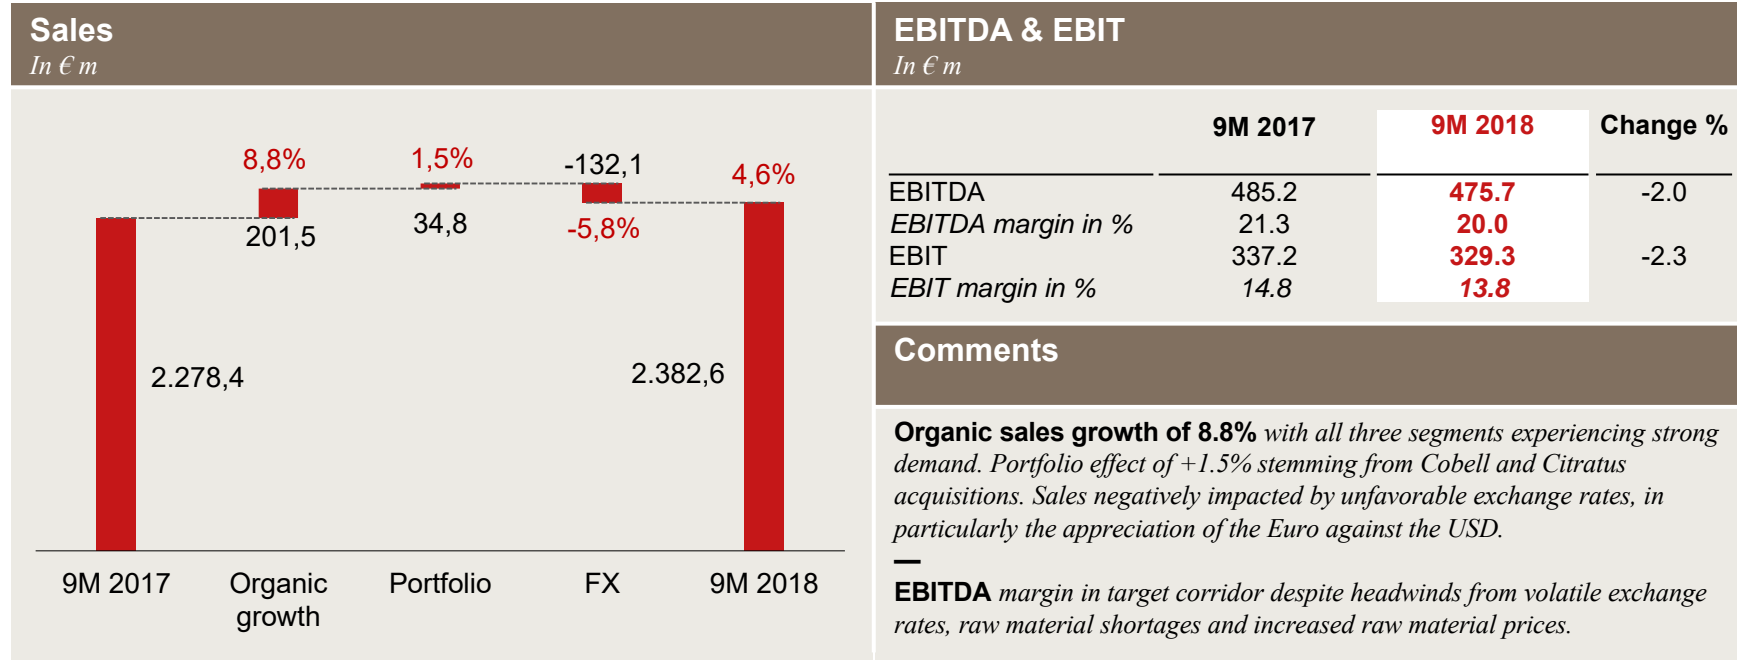 Sales
In € m
8,8%
1,5%
-132,1
4,6%
201,5
34,8
-5,8%
2.278,4
2.382,6
9M 2017
Organic
growth
Portfolio
FX
9M 2018
EBITDA & EBIT
In € m
9M 2017 9M 2018 Change %
EBITDA 485.2 475.7 -2.0
EBITDA margin in % 21.3 20.0
EBIT 337.2 329.3 -2.3
EBIT margin in % 14.8 13.8
Comments
Organic sales growth of 8.8% with all three segments experiencing strong
demand. Portfolio effect of +1.5% stemming from Cobell and Citratus
acquisitions. Sales negatively impacted by unfavorable exchange rates, in
particularly the appreciation of the Euro against the USD.
—
EBITDA margin in target corridor despite headwinds from volatile exchange
rates, raw material shortages and increased raw material prices.